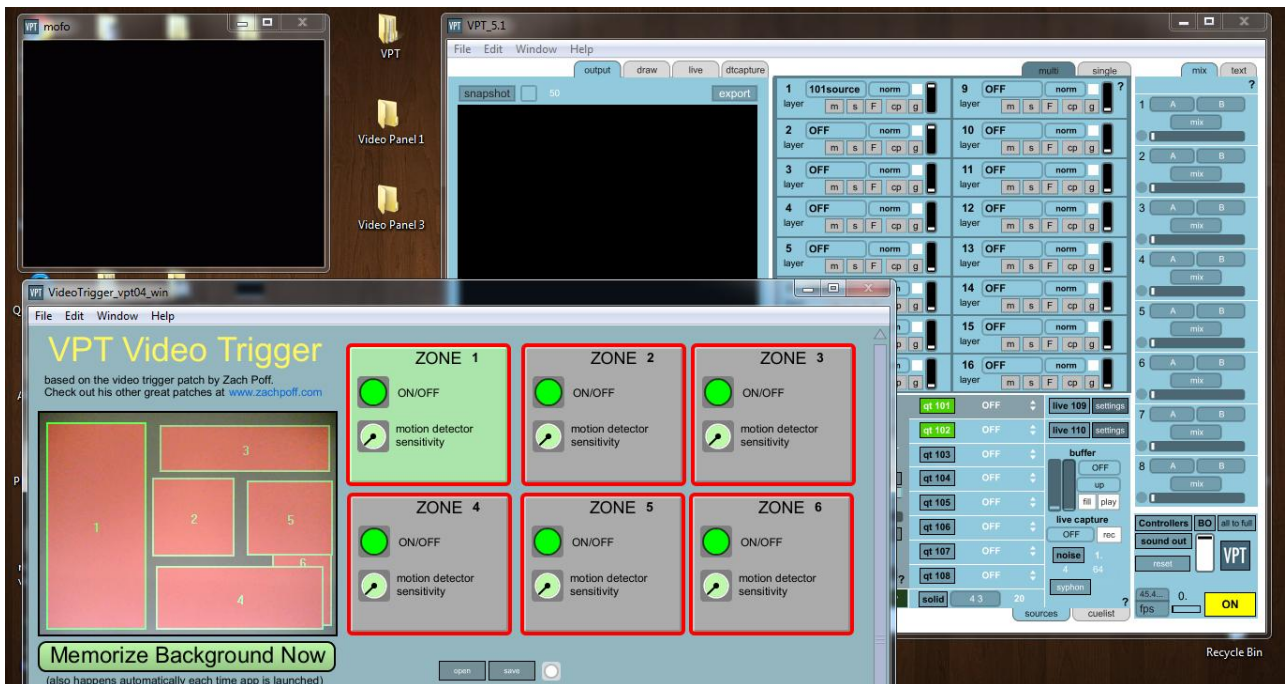 VPT mofo
VPT
Video Panel 1
Video Panel 3
VPT VPT_5.1
File Edit Window Help
output draw live dtcapture
snapshot 50 export
multi single
mix text
1 101source norm
layer m s F cp g
2 OFF norm
layer m s F cp g
3 OFF norm
layer m s F cp g
4 OFF norm
layer m s F cp g
5 OFF norm
layer m s F cp g
9 OFF norm ?
layer m s F cp g
10 OFF norm
layer m s F cp g
11 OFF norm
layer m s F cp g
12 OFF norm
layer m s F cp g
13 OFF norm
layer m s F cp g
14 OFF norm
layer m s F cp g
15 OFF norm
layer m s F cp g
16 OFF norm
layer m s F cp g
?
1 A B
mix
2 A B
mix
3 A B
mix
4 A B
mix
5 A B
mix
6 A B
mix
7 A B
mix
8 A B
mix
qt 101 OFF
qt 102 OFF
qt 103 OFF
qt 104 OFF
qt 105 OFF
qt 106 OFF
qt 107 OFF
? qt 108 OFF
solid 4 3 20
live 109 settings
live 110 settings
buffer
OFF
up
fill play
live capture
OFF rec
noise 1.
4 64
syphon
?
sources cuelist
Controllers BO all to full
sound out
reset
VPT
45.4... 0.
fps
ON
Recycle Bin
VPT VideoTrigger_vpt04_win
File Edit Window Help
VPT Video Trigger
based on the video trigger patch by Zach Poff.
Check out his other great patches at www.zachpoff.com
1
3
2
5
6
4
ZONE 1
ON/OFF
motion detector
sensitivity
ZONE 2
ON/OFF
motion detector
sensitivity
ZONE 3
ON/OFF
motion detector
sensitivity
ZONE 4
ON/OFF
motion detector
sensitivity
ZONE 5
ON/OFF
motion detector
sensitivity
ZONE 6
ON/OFF
motion detector
sensitivity
Memorize Background Now
(also happens automatically each time app is launched)
open save